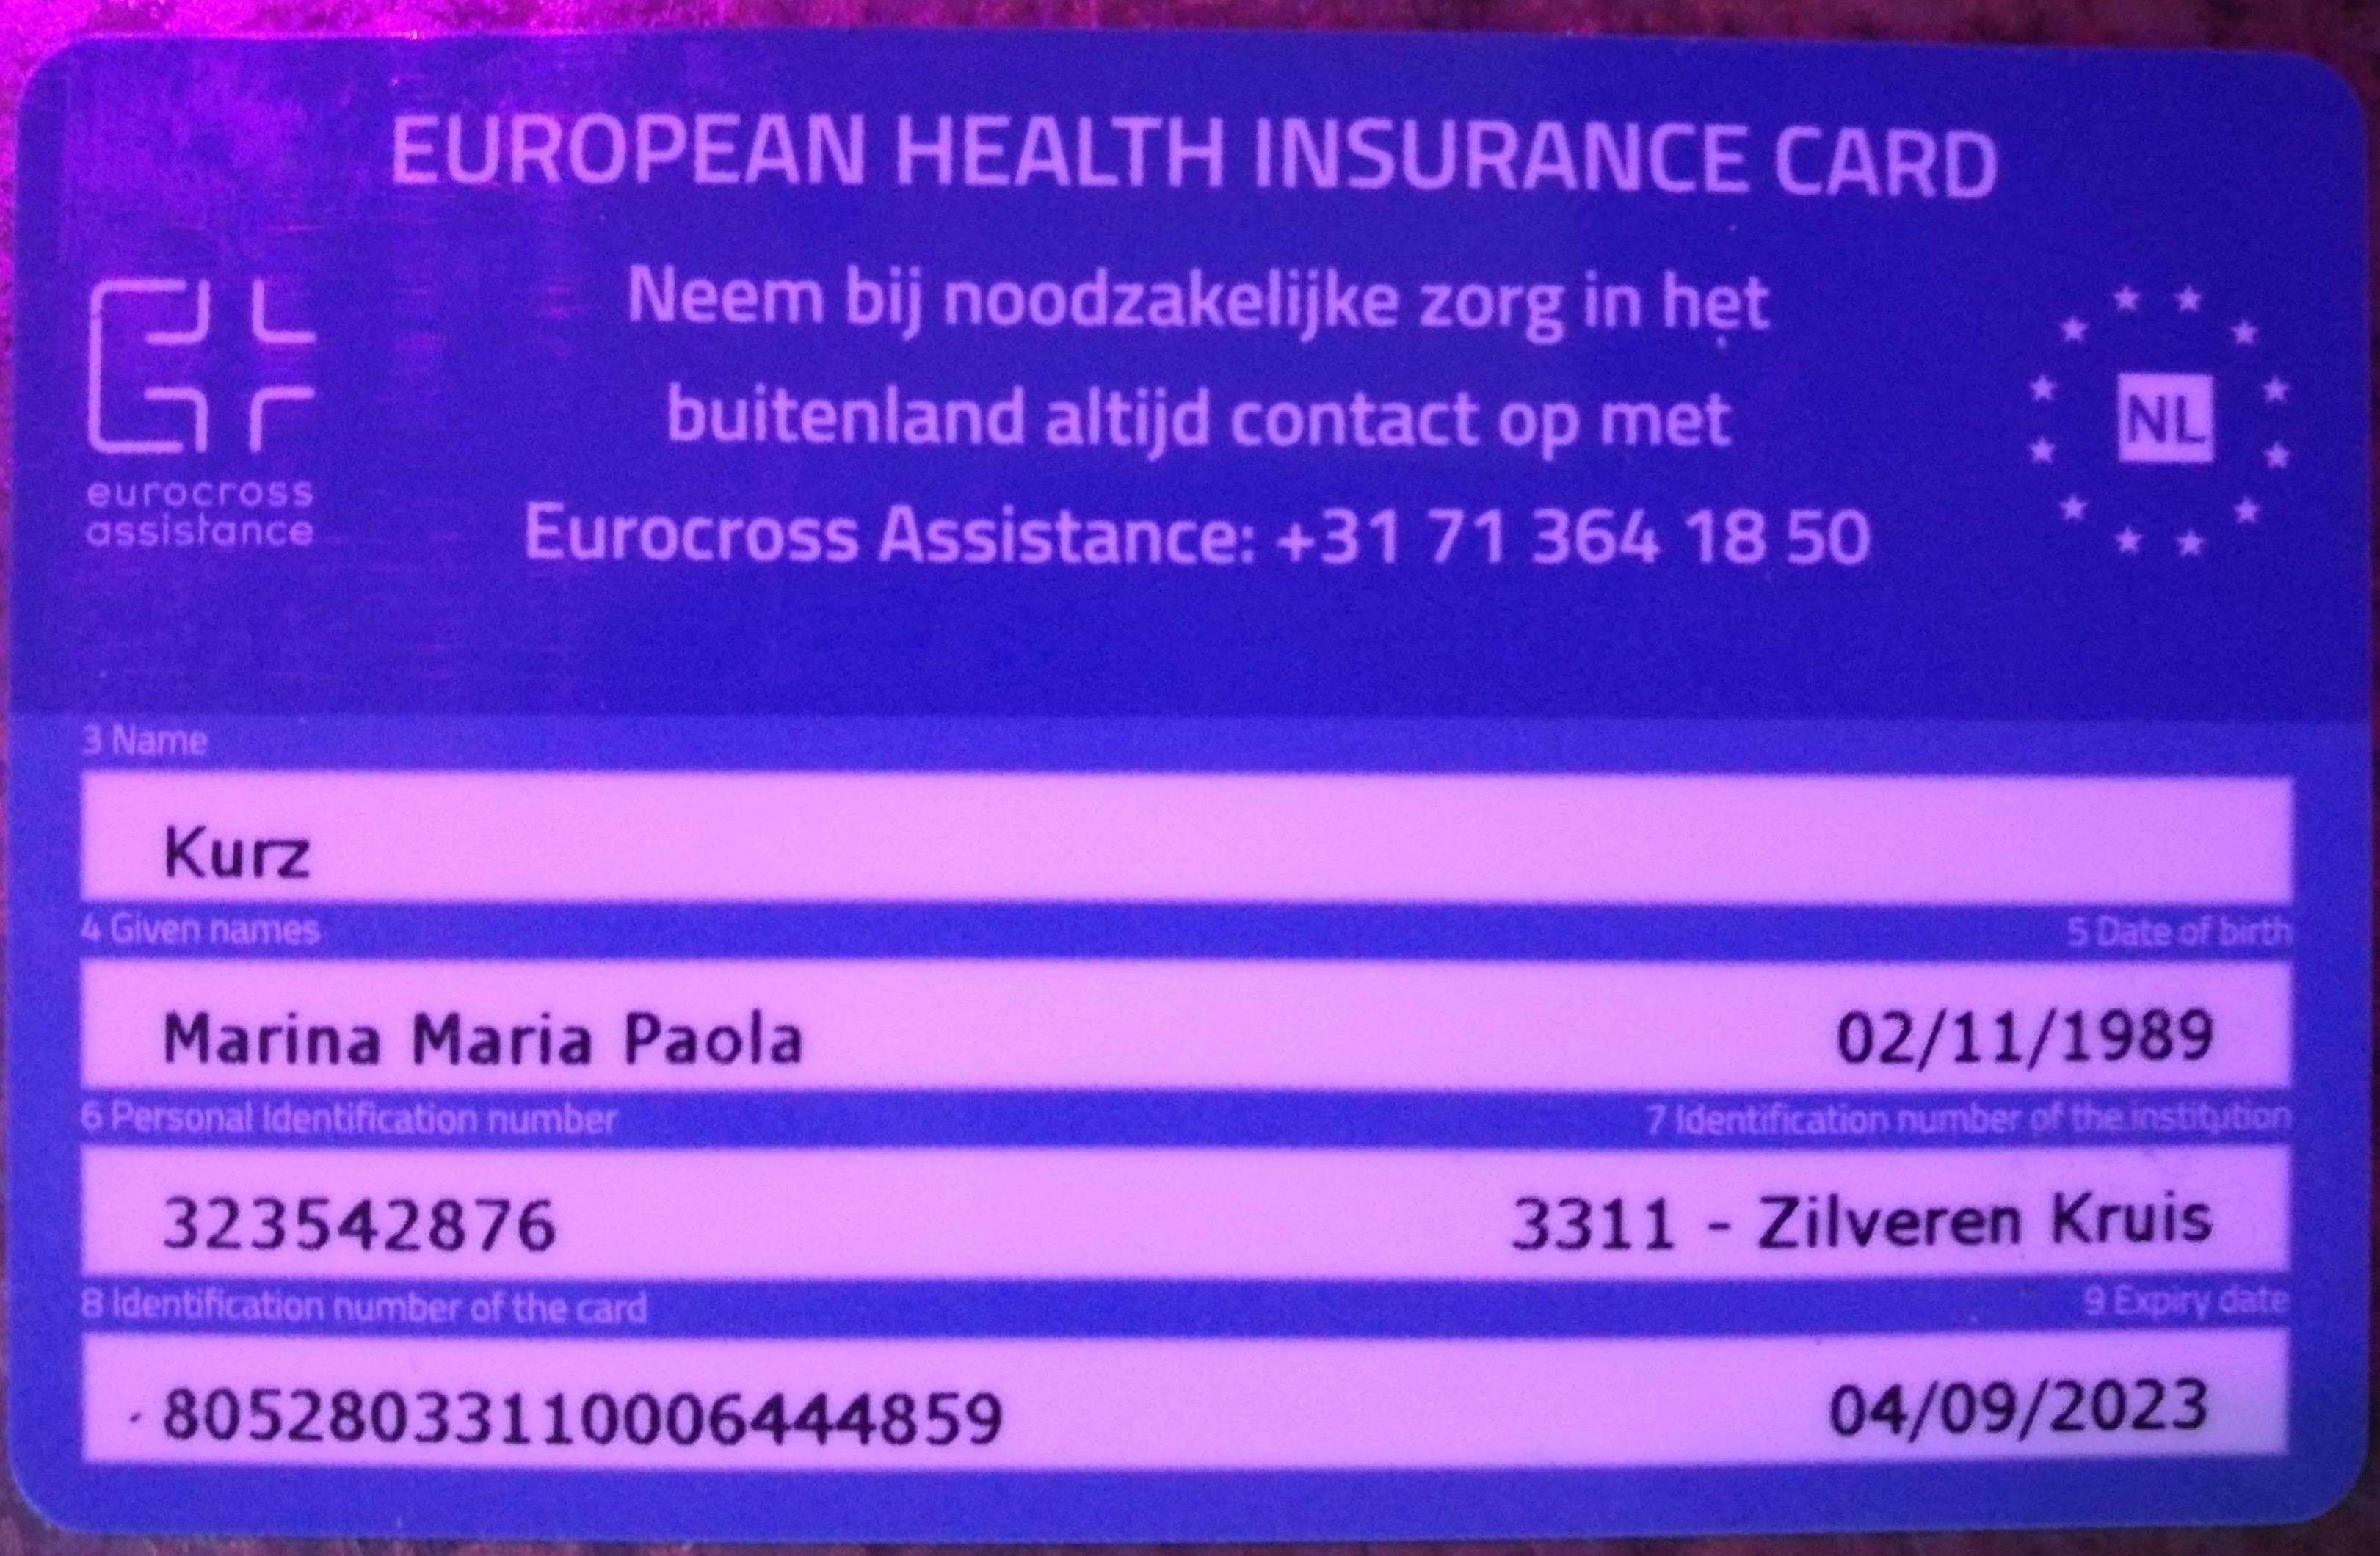 EUROPEAN HEALTH INSURANCE CARD
Neem bij noodzakelijke zorg in het
buitenland altijd contact op met
Eurocross Assistance: +31 71 364 18 50
eurocross
assistance
NL
3 Name
Kurz
4 Given names 5 Date of birth
Marina Maria Paola 02/11/1989
6 Personal Identification number 7 Identification number of the institution
323542876 3311 - Zilveren Kruis
8 Identification number of the card 9 Expiry date
80528033110006444859 04/09/2023